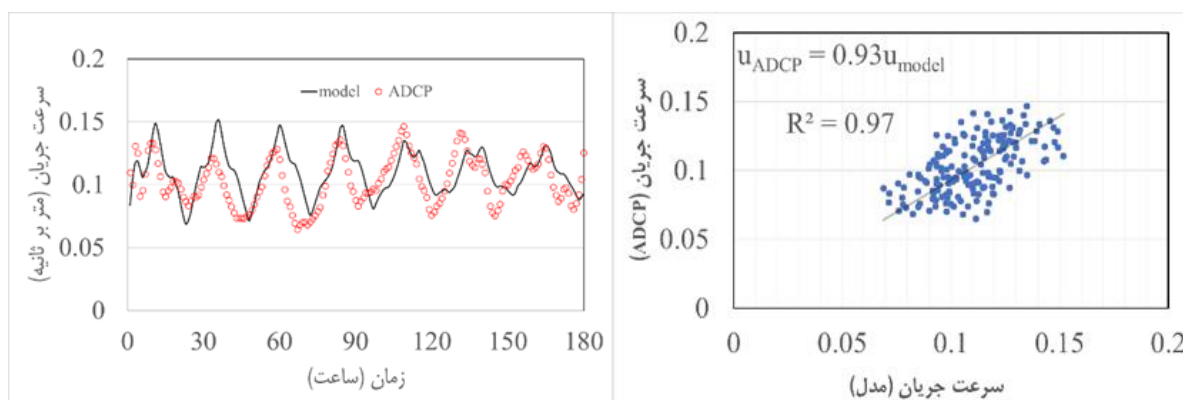 0.2
0.15
0.1
0.05
0
سرعت جریان (متر بر ثانیه)
model ADCP
0 30 60 90 120 150 180
زمان (ساعت)
0.2
0.15
0.1
0.05
0
سرعت جریان (ADCP)
u_ADCP = 0.93u_model
R² = 0.97
0 0.05 0.1 0.15 0.2
سرعت جریان (مدل)